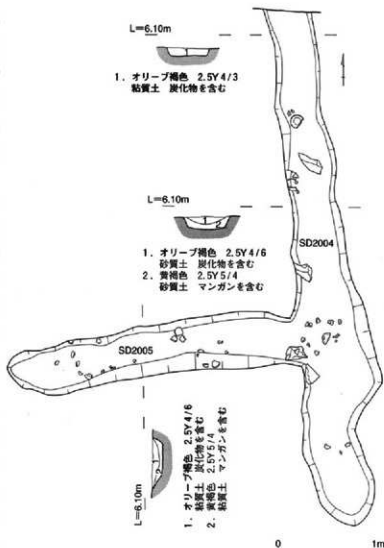 L=6.10m
1. オリーブ褐色 2.5Y4/3
粘質土 炭化物を含む
L=6.10m
1. オリーブ褐色 2.5Y4/6
砂質土 炭化物を含む
2. 黄褐色 2.5Y5/4
砂質土 マンガンを含む
SD2004
SD2005
L=6.10m
1. オリーブ褐色 2.5Y4/6
粘質土 炭化物を含む
2. 黄褐色 2.5Y5/4
粘質土 マンガンを含む
0 1m